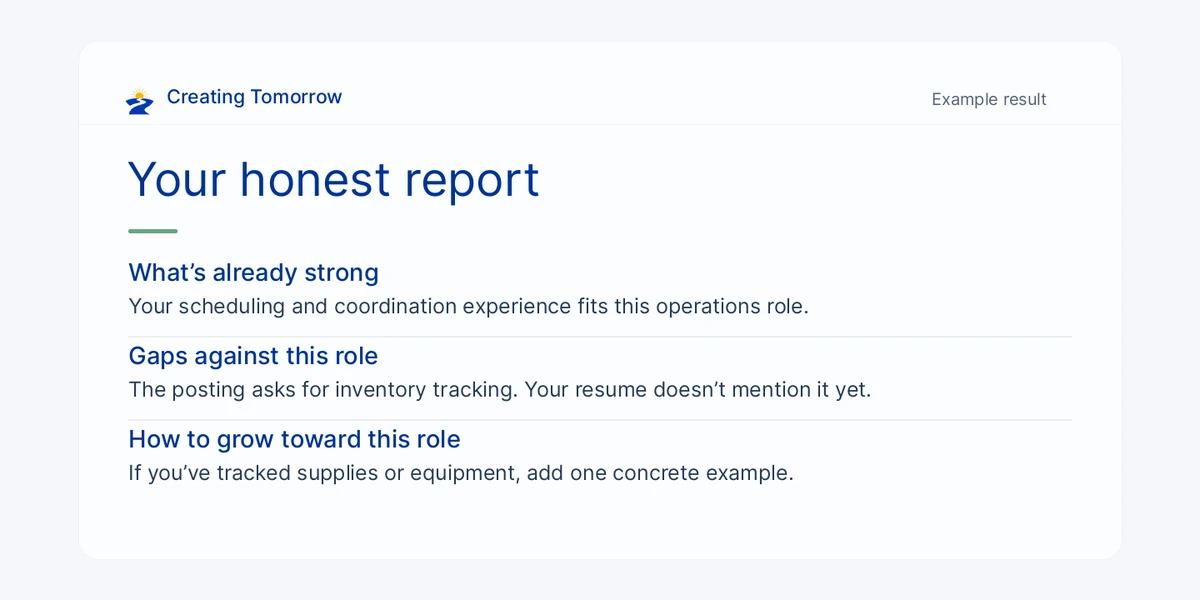 Creating Tomorrow
Example result
Your honest report
What’s already strong
Your scheduling and coordination experience fits this operations role.
Gaps against this role
The posting asks for inventory tracking. Your resume doesn’t mention it yet.
How to grow toward this role
If you’ve tracked supplies or equipment, add one concrete example.